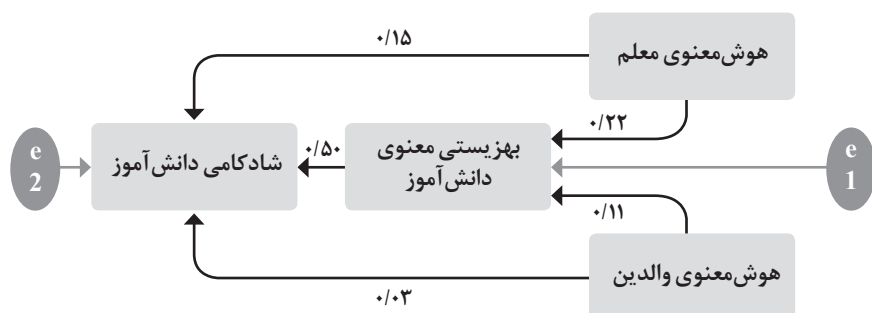 ۰/۱۵
هوش‌معنوی معلم
۰/۲۲
e
1
بهزیستی معنوی
دانش‌آموز
۰/۵۰
شادکامی دانش‌آموز
e
2
۰/۱۱
هوش‌معنوی والدین
۰/۰۳